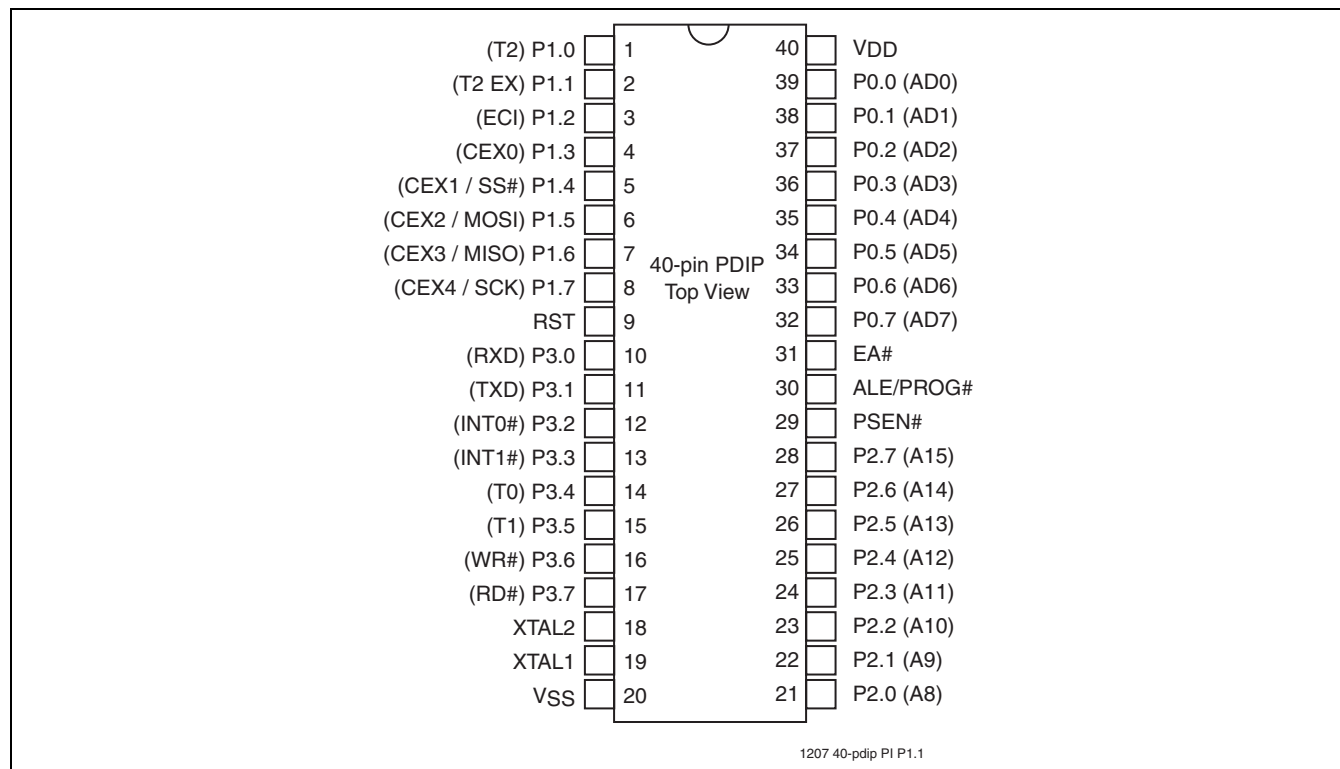 (T2) P1.0 1 40 VDD
(T2 EX) P1.1 2 39 P0.0 (AD0)
(ECI) P1.2 3 38 P0.1 (AD1)
(CEX0) P1.3 4 37 P0.2 (AD2)
(CEX1 / SS#) P1.4 5 36 P0.3 (AD3)
(CEX2 / MOSI) P1.5 6 35 P0.4 (AD4)
(CEX3 / MISO) P1.6 7 34 P0.5 (AD5)
40-pin PDIP
(CEX4 / SCK) P1.7 8 Top View 33 P0.6 (AD6)
RST 9 32 P0.7 (AD7)
(RXD) P3.0 10 31 EA#
(TXD) P3.1 11 30 ALE/PROG#
(INT0#) P3.2 12 29 PSEN#
(INT1#) P3.3 13 28 P2.7 (A15)
(T0) P3.4 14 27 P2.6 (A14)
(T1) P3.5 15 26 P2.5 (A13)
(WR#) P3.6 16 25 P2.4 (A12)
(RD#) P3.7 17 24 P2.3 (A11)
XTAL2 18 23 P2.2 (A10)
XTAL1 19 22 P2.1 (A9)
VSS 20 21 P2.0 (A8)
1207 40-pdip PI P1.1